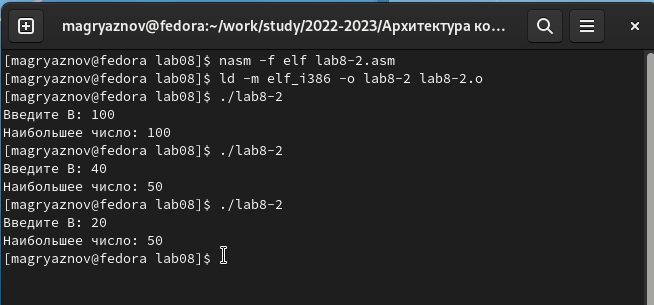 magryaznov@fedora:~/work/study/2022-2023/Архитектура ко...
[magryaznov@fedora lab08]$ nasm -f elf lab8-2.asm
[magryaznov@fedora lab08]$ ld -m elf_i386 -o lab8-2 lab8-2.o
[magryaznov@fedora lab08]$ ./lab8-2
Введите B: 100
Наибольшее число: 100
[magryaznov@fedora lab08]$ ./lab8-2
Введите B: 40
Наибольшее число: 50
[magryaznov@fedora lab08]$ ./lab8-2
Введите B: 20
Наибольшее число: 50
[magryaznov@fedora lab08]$